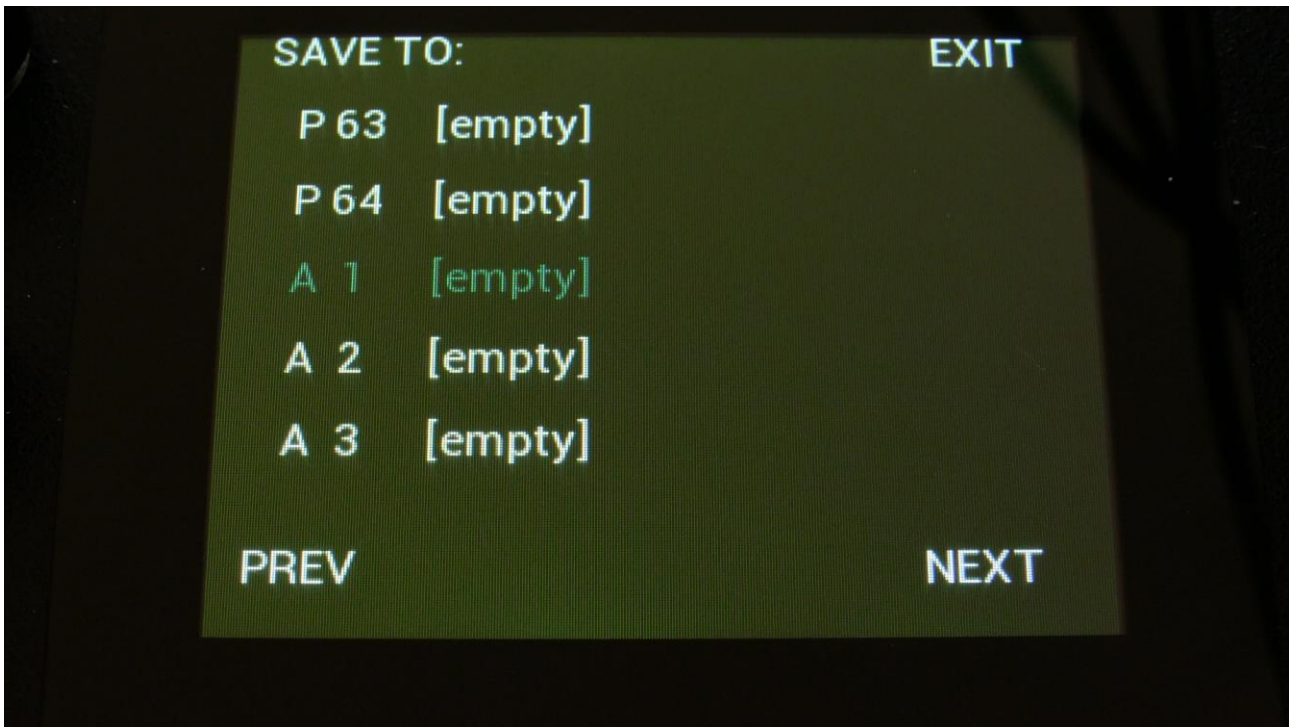 SAVE TO: EXIT
P 63 [empty]
P 64 [empty]
A 1 [empty]
A 2 [empty]
A 3 [empty]
PREV NEXT